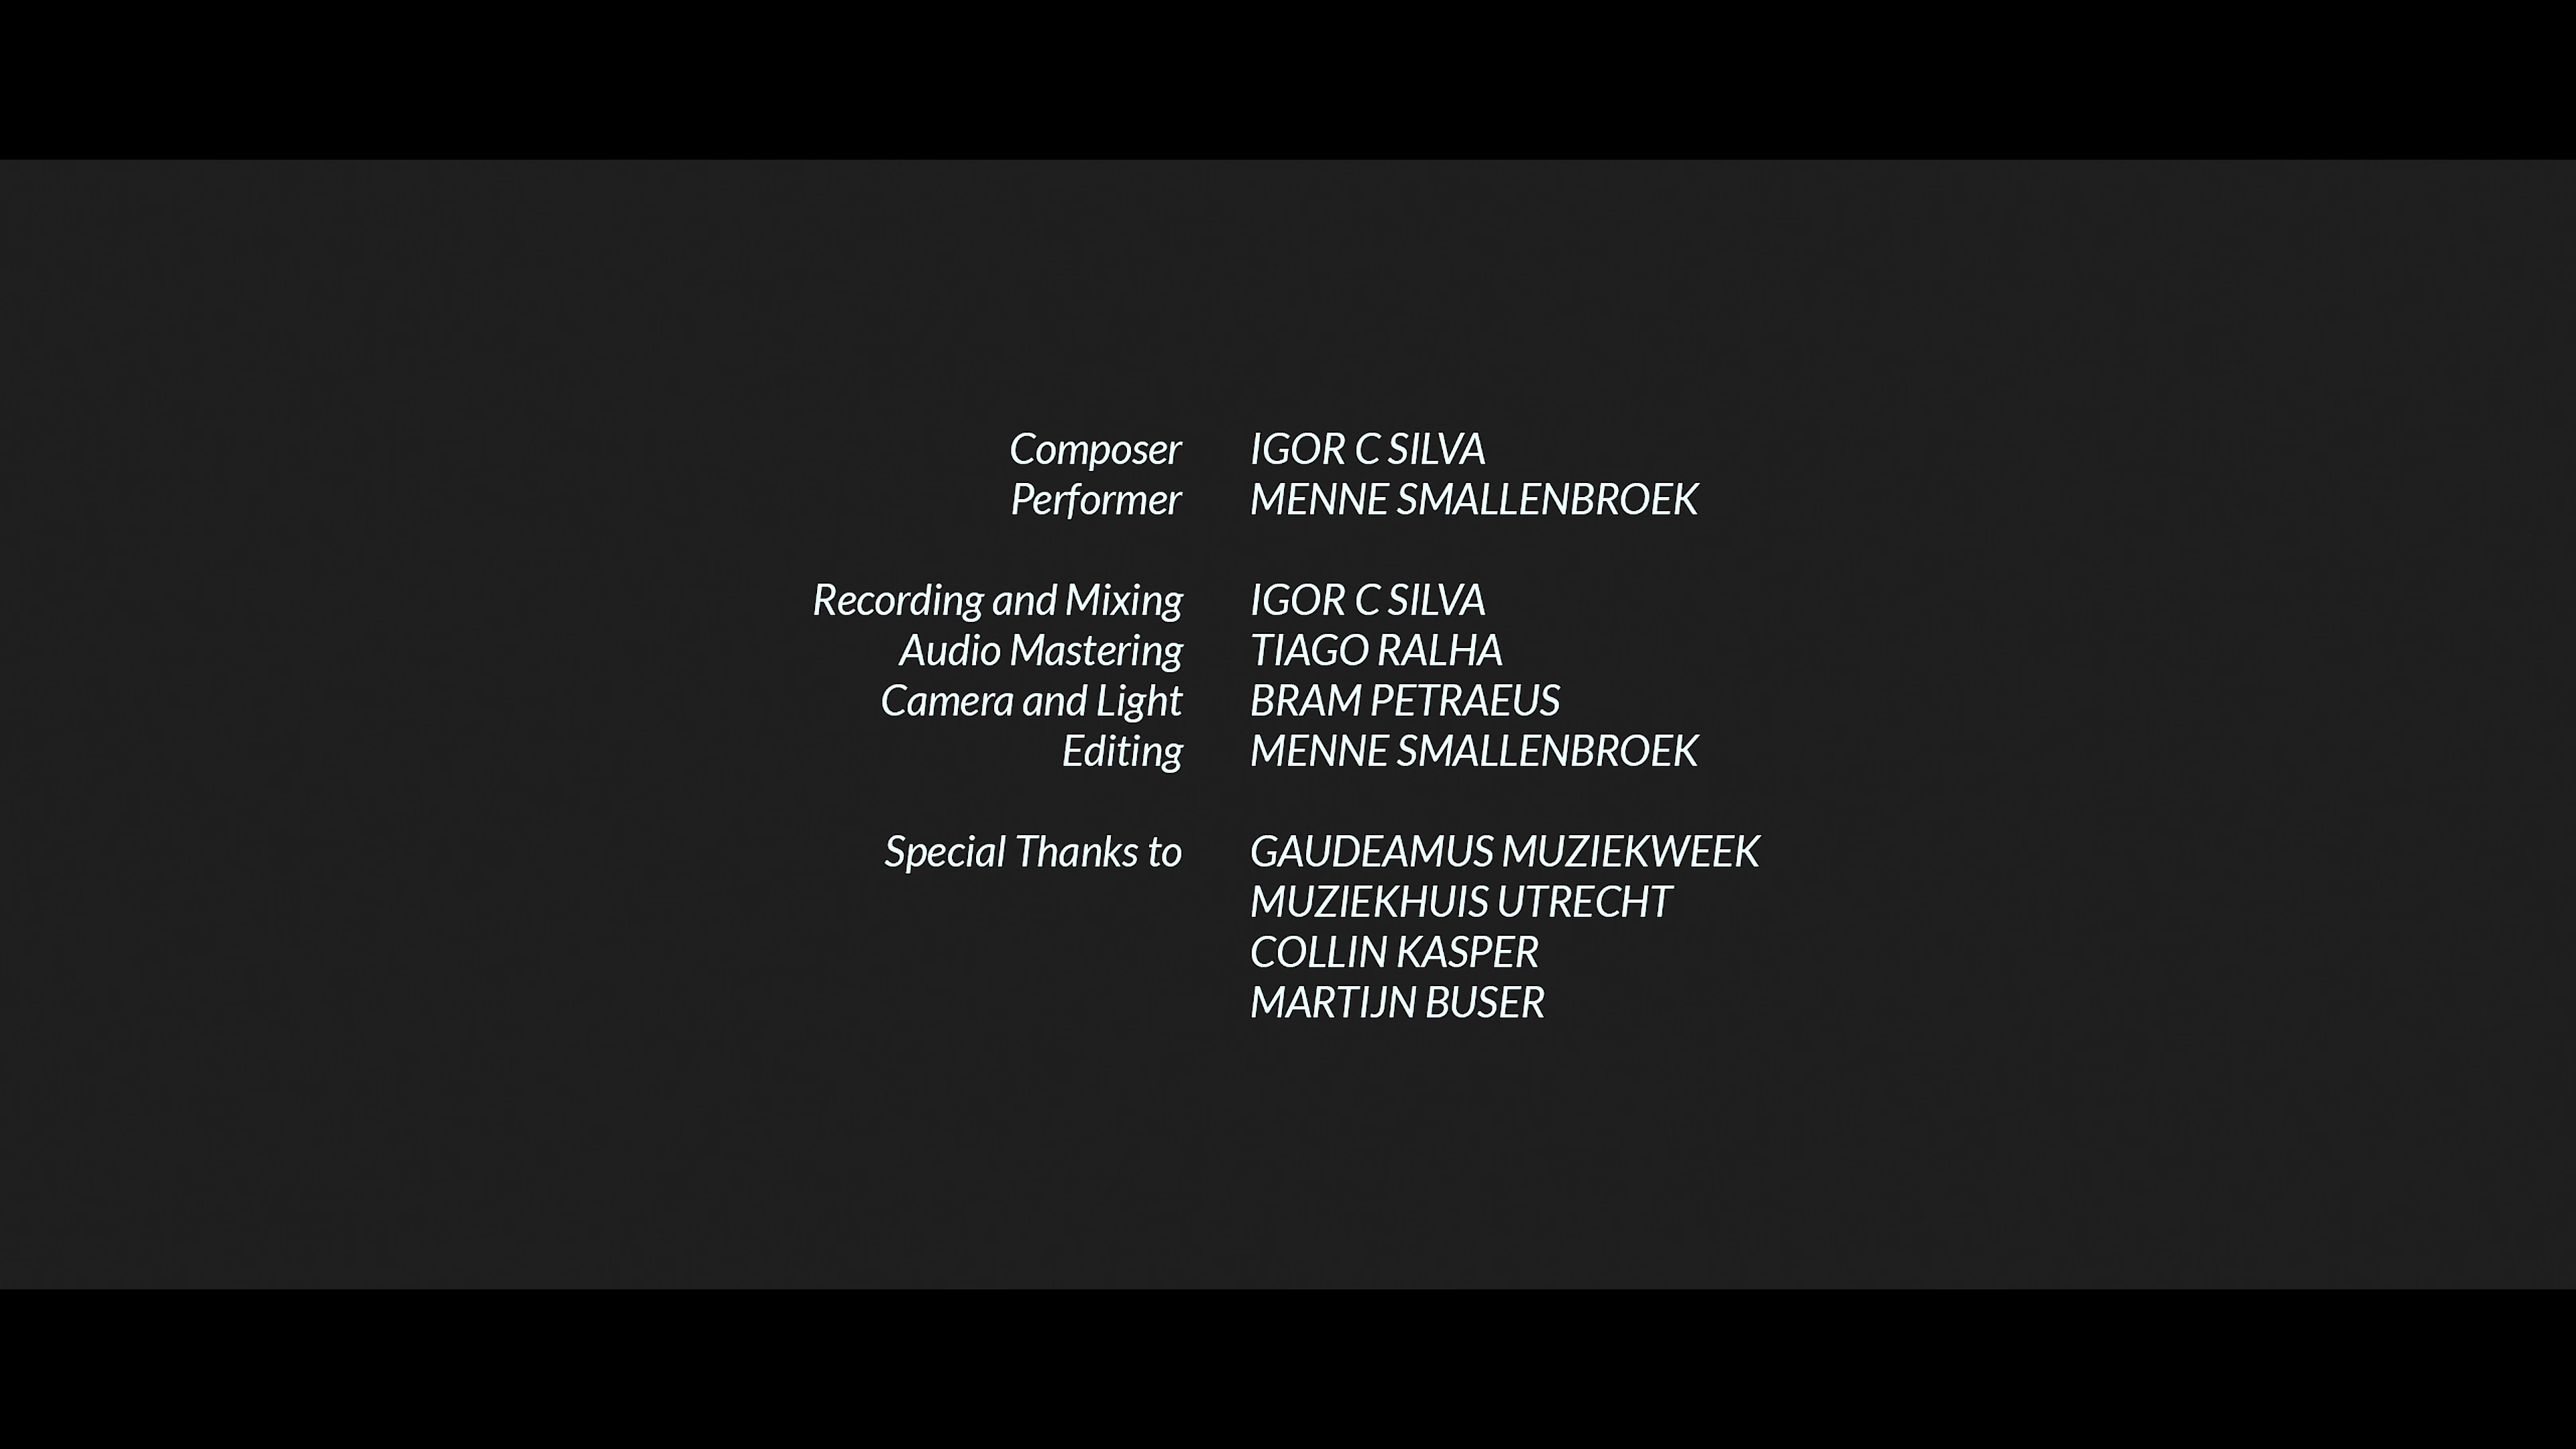 Composer IGOR C SILVA
Performer MENNE SMALLENBROEK
Recording and Mixing IGOR C SILVA
Audio Mastering TIAGO RALHA
Camera and Light BRAM PETRAEUS
Editing MENNE SMALLENBROEK
Special Thanks to GAUDEAMUS MUZIEKWEEK
MUZIEKHUIS UTRECHT
COLLIN KASPER
MARTIJN BUSER